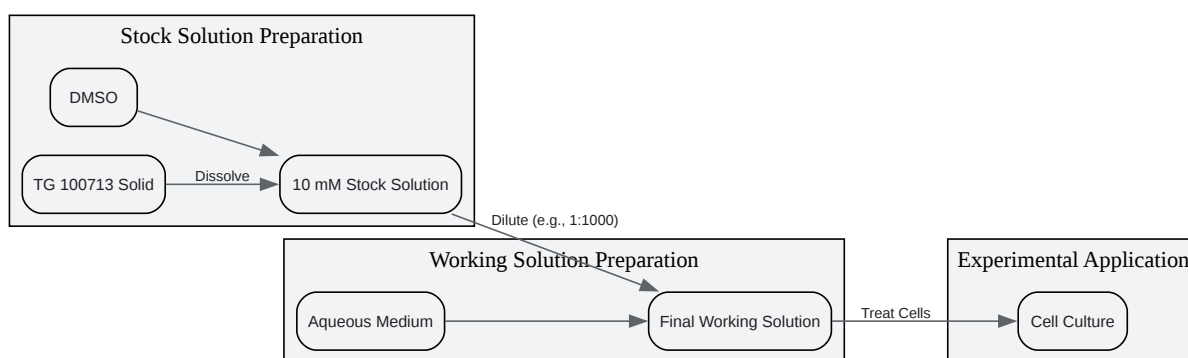 Stock Solution Preparation
DMSO
TG 100713 Solid
Dissolve
10 mM Stock Solution
Dilute (e.g., 1:1000)
Working Solution Preparation
Experimental Application
Aqueous Medium
Final Working Solution
Treat Cells
Cell Culture